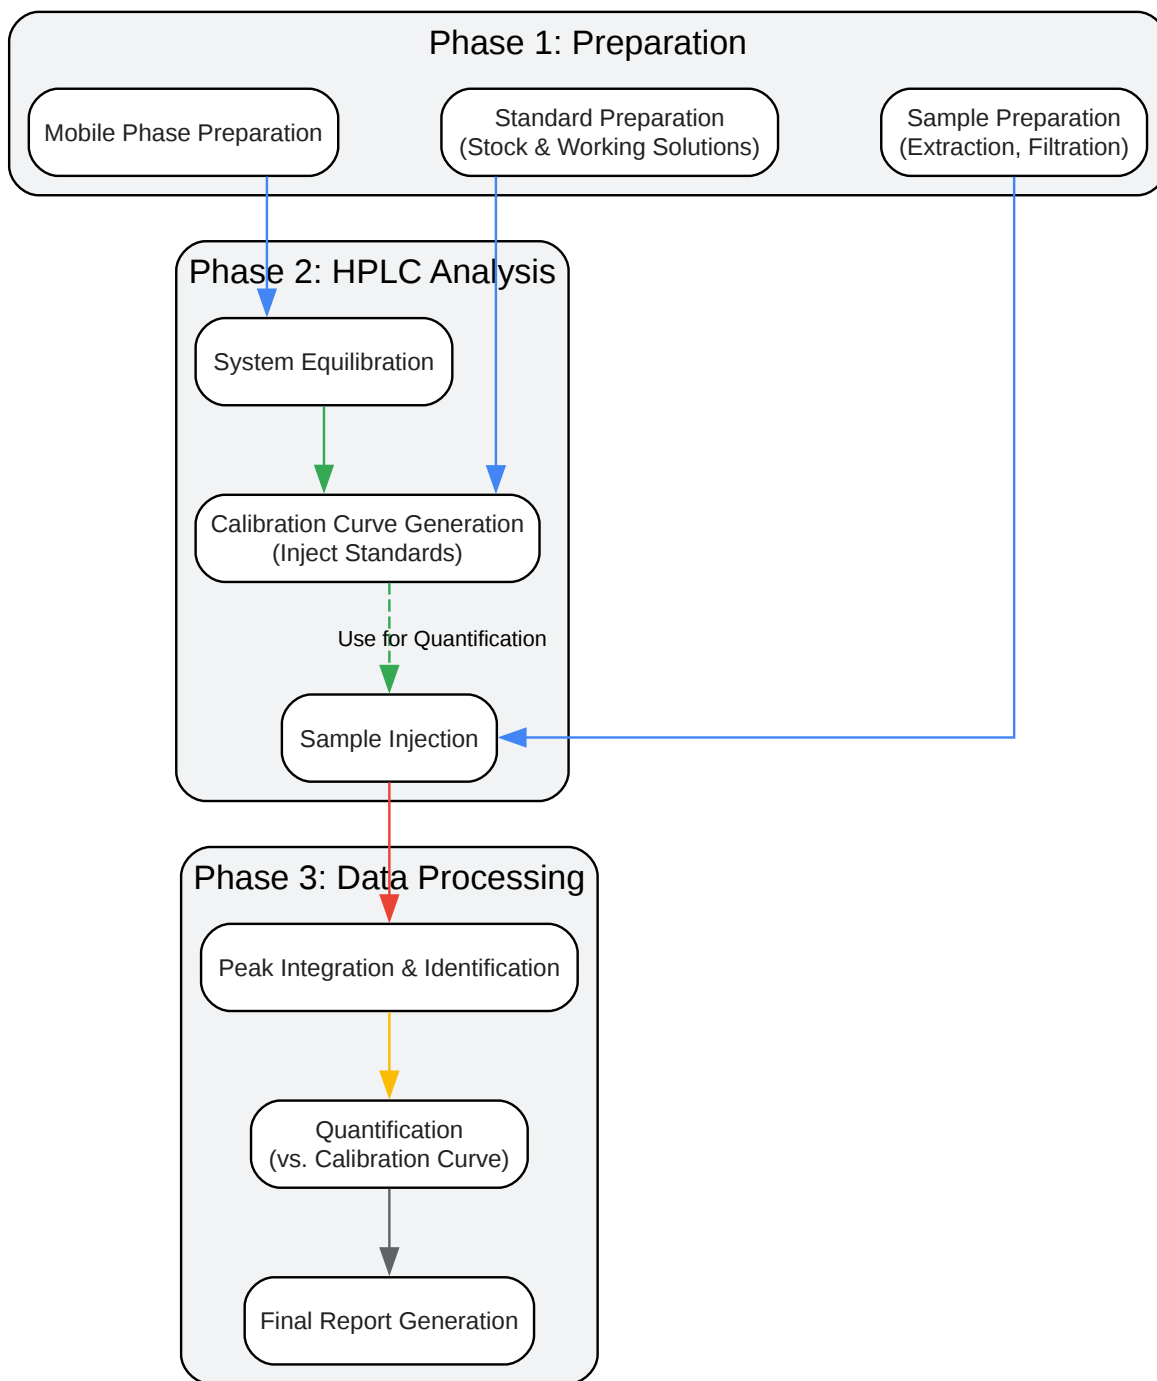 Phase 1: Preparation
Mobile Phase Preparation
Standard Preparation
(Stock & Working Solutions)
Sample Preparation
(Extraction, Filtration)
Phase 2: HPLC Analysis
System Equilibration
Calibration Curve Generation
(Inject Standards)
Use for Quantification
Sample Injection
Phase 3: Data Processing
Peak Integration & Identification
Quantification
(vs. Calibration Curve)
Final Report Generation